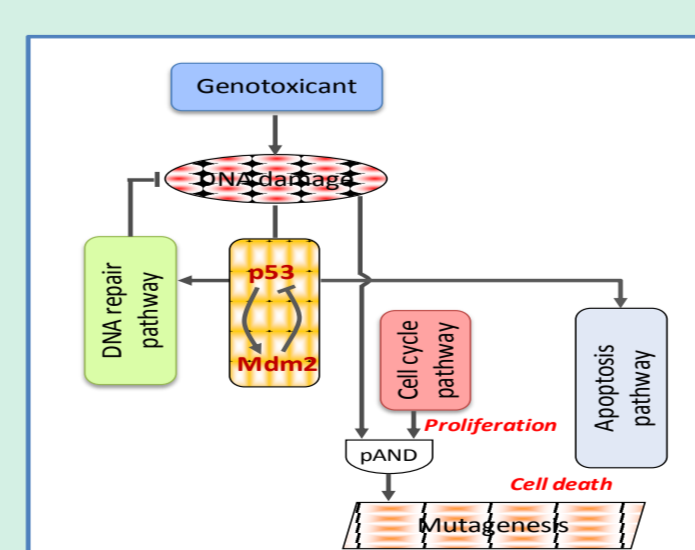 Genotoxicant
DNA damage
DNA repair
pathway
p53
Mdm2
Cell cycle
pathway
Apoptosis
pathway
Proliferation
pAND
Cell death
Mutagenesis